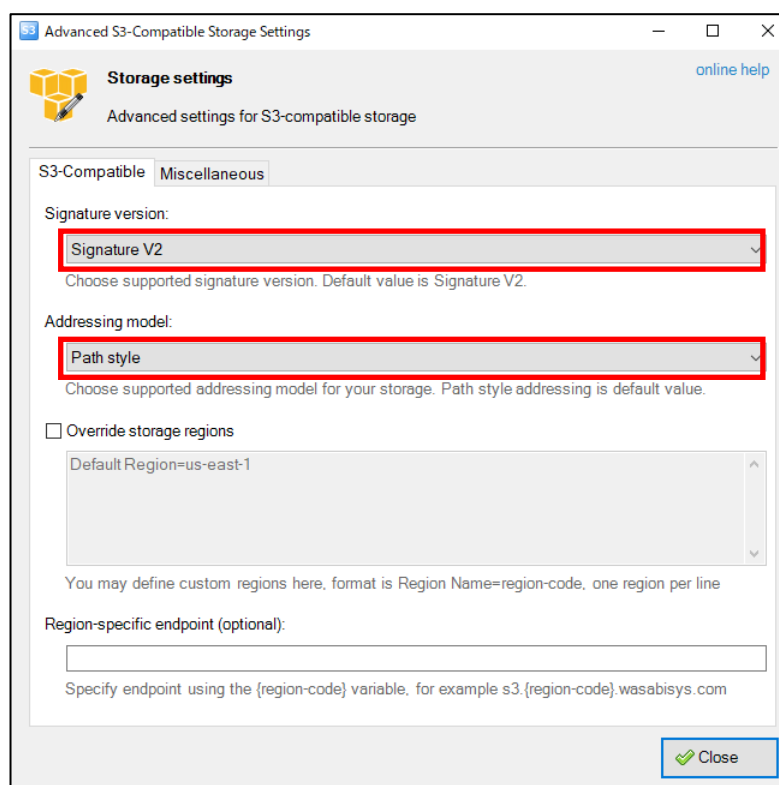 S3 Advanced S3-Compatible Storage Settings
Storage settings
online help
Advanced settings for S3-compatible storage
S3-Compatible Miscellaneous
Signature version:
Signature V2
Choose supported signature version. Default value is Signature V2.
Addressing model:
Path style
Choose supported addressing model for your storage. Path style addressing is default value.
Override storage regions
Default Region=us-east-1
You may define custom regions here, format is Region Name=region-code, one region per line
Region-specific endpoint (optional):
Specify endpoint using the {region-code} variable, for example s3.{region-code}.wasabisys.com
Close